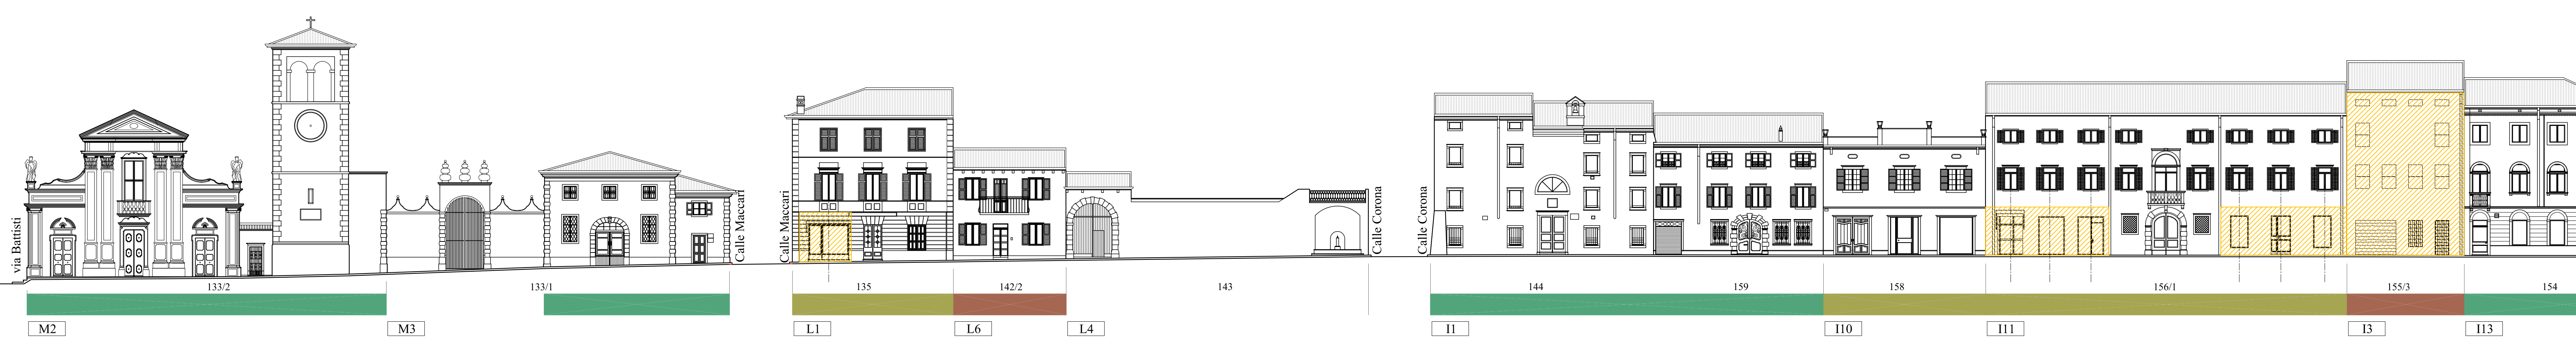 via Battisti
Calle Maccari
Calle Maccari
Calle Corona
Calle Corona
133/2
133/1
135
142/2
143
144
159
158
156/1
155/3
154
M2
M3
L1
L6
L4
I1
I10
I11
I3
I13